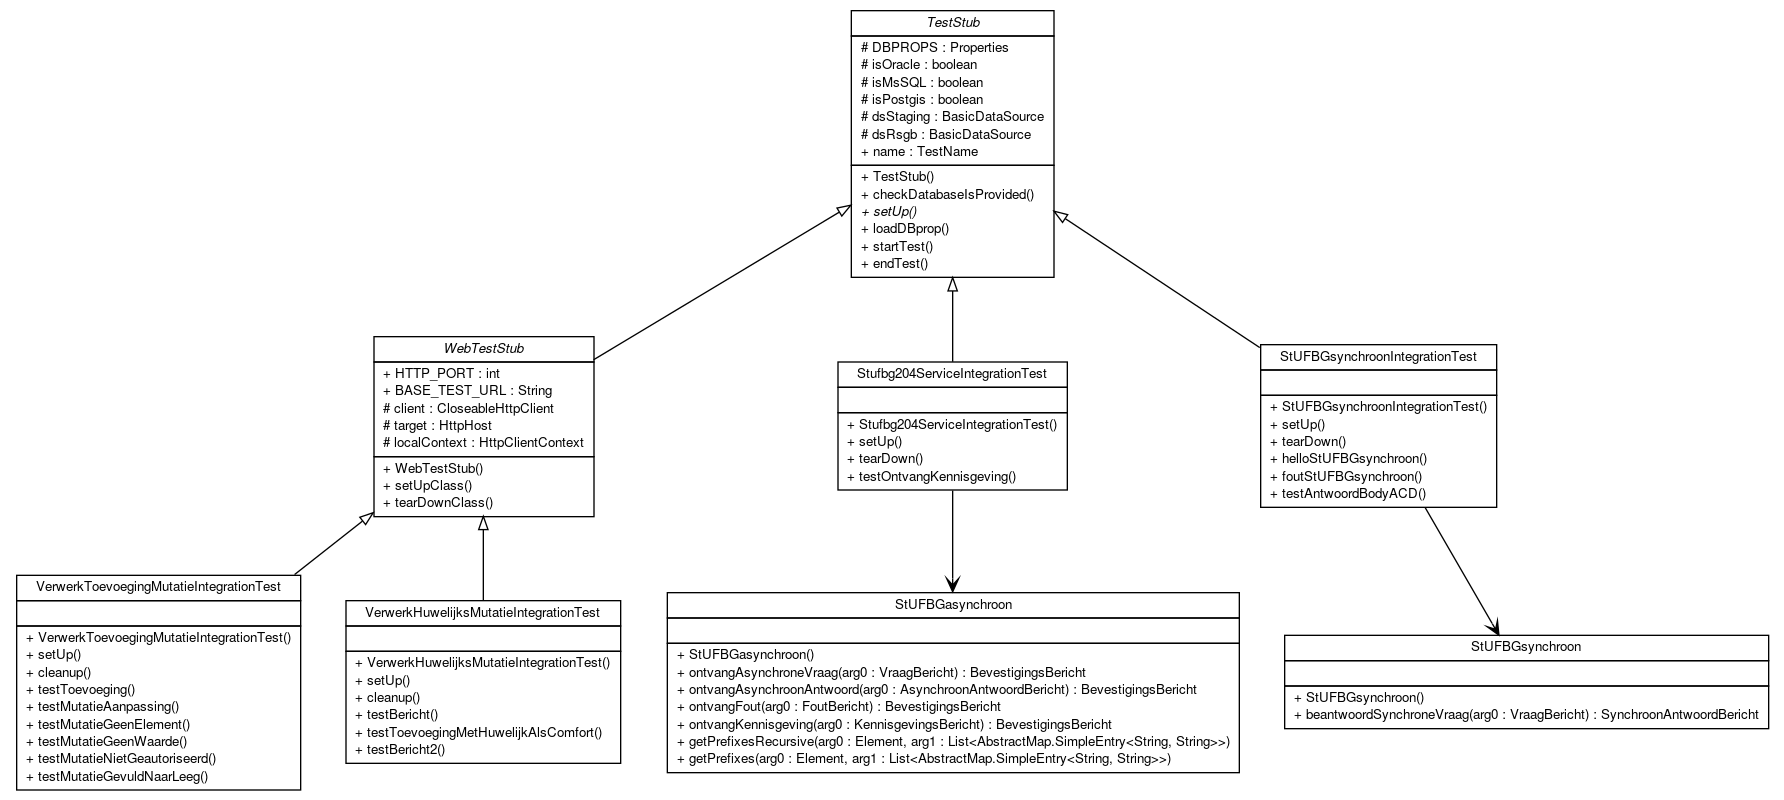 TestStub
# DBPROPS : Properties
# isOracle : boolean
# isMsSQL : boolean
# isPostgis : boolean
# dsStaging : BasicDataSource
# dsRsgb : BasicDataSource
+ name : TestName
+ TestStub()
+ checkDatabaseIsProvided()
+ setUp()
+ loadDBprop()
+ startTest()
+ endTest()
WebTestStub
+ HTTP_PORT : int
+ BASE_TEST_URL : String
# client : CloseableHttpClient
# target : HttpHost
# localContext : HttpClientContext
+ WebTestStub()
+ setUpClass()
+ tearDownClass()
Stufbg204ServiceIntegrationTest
+ Stufbg204ServiceIntegrationTest()
+ setUp()
+ tearDown()
+ testOntvangKennisgeving()
StUFBGsynchroonIntegrationTest
+ StUFBGsynchroonIntegrationTest()
+ setUp()
+ tearDown()
+ helloStUFBGsynchroon()
+ foutStUFBGsynchroon()
+ testAntwoordBodyACD()
VerwerkToevoegingMutatieIntegrationTest
+ VerwerkToevoegingMutatieIntegrationTest()
+ setUp()
+ cleanup()
+ testToevoeging()
+ testMutatieAanpassing()
+ testMutatieGeenElement()
+ testMutatieGeenWaarde()
+ testMutatieNietGeautoriseerd()
+ testMutatieGevuldNaarLeeg()
VerwerkHuwelijksMutatieIntegrationTest
+ VerwerkHuwelijksMutatieIntegrationTest()
+ setUp()
+ cleanup()
+ testBericht()
+ testToevoegingMetHuwelijkAlsComfort()
+ testBericht2()
StUFBGasynchroon
+ StUFBGasynchroon()
+ ontvangAsynchroneVraag(arg0 : VraagBericht) : BevestigingsBericht
+ ontvangAsynchroonAntwoord(arg0 : AsynchroonAntwoordBericht) : BevestigingsBericht
+ ontvangFout(arg0 : FoutBericht) : BevestigingsBericht
+ ontvangKennisgeving(arg0 : KennisgevingsBericht) : BevestigingsBericht
+ getPrefixesRecursive(arg0 : Element, arg1 : List<AbstractMap.SimpleEntry<String, String>>)
+ getPrefixes(arg0 : Element, arg1 : List<AbstractMap.SimpleEntry<String, String>>)
StUFBGsynchroon
+ StUFBGsynchroon()
+ beantwoordSynchroneVraag(arg0 : VraagBericht) : SynchroonAntwoordBericht